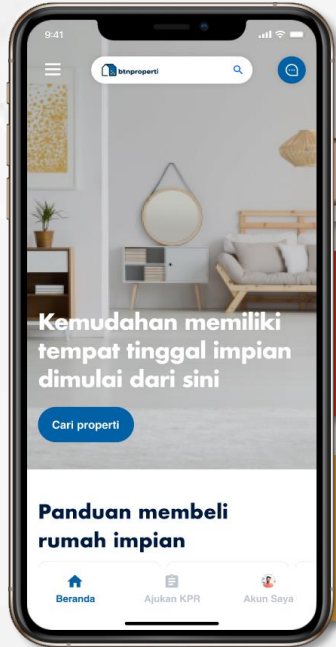 9:41
btnproperti
Kemudahan memiliki
tempat tinggal impian
dimulai dari sini
Cari properti
Panduan membeli
rumah impian
Beranda
Ajukan KPR
Akun Saya